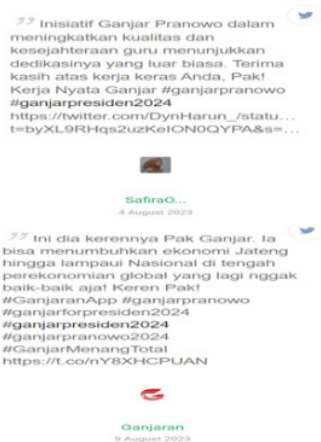 Inisiatif Ganjar Pranowo dalam
meningkatkan kualitas dan
kesejahteraan guru menunjukkan
dedikasinya yang luar biasa. Terima
kasih atas kerja keras Anda, Pak!
Kerja Nyata Ganjar #ganjarpranowo
#ganjarpresiden2024
https://twitter.com/DynHarun_/statu...
t=byXL9RHqs2uzKeION0QYPA&s=...
SafiraO...
4 August 2023
Ini dia kerennya Pak Ganjar. Ia
bisa menumbuhkan ekonomi Jateng
hingga lampaui Nasional di tengah
perekonomian global yang lagi nggak
baik-baik aja! Keren Pak!
#GanjaranApp #ganjarpranowo
#ganjarforpresiden2024
#ganjarpresiden2024
#ganjarpranowo2024
#GanjarMenangTotal
https://t.co/nY8XHCPUAN
Ganjaran
9 August 2023